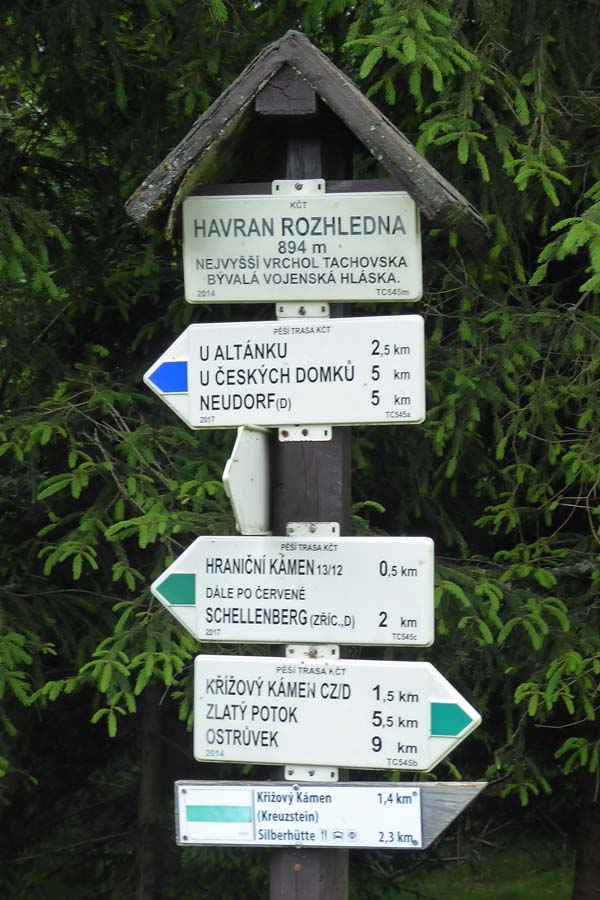 KČT
HAVRAN ROZHLEDNA
894 m
NEJVYŠŠÍ VRCHOL TACHOVSKA
BÝVALÁ VOJENSKÁ HLÁSKA.
2014 TC545m
PĚŠÍ TRASA KČT
U ALTÁNKU 2,5 KM
U ČESKÝCH DOMKŮ 5 KM
NEUDORF(D) 5 KM
2017 TC545a
PĚŠÍ TRASA KČT
HRANIČNÍ KÁMEN 13/12 0,5 KM
DÁLE PO ČERVENÉ
SCHELLENBERG (ZŘÍC.,D) 2 KM
2017 TC545c
PĚŠÍ TRASA KČT
KŘÍŽOVÝ KÁMEN CZ/D 1,5 KM
ZLATÝ POTOK 5,5 KM
OSTRŮVEK 9 KM
2014 TC545b
Křížový Kámen 1,4 km
(Kreuzstein)
Silberhütte 2,3 km